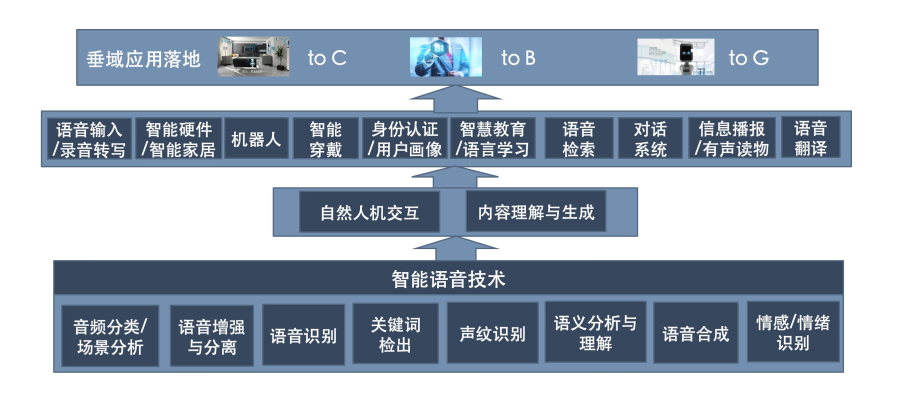 垂域应用落地
to C
to B
to G
语音输入
/录音转写
智能硬件
/智能家居
机器人
智能
穿戴
身份认证
/用户画像
智慧教育
/语言学习
语音
检索
对话
系统
信息播报
/有声读物
语音
翻译
自然人机交互
内容理解与生成
智能语音技术
音频分类/
场景分析
语音增强
与分离
语音识别
关键词
检出
声纹识别
语义分析与
理解
语音合成
情感/情绪
识别